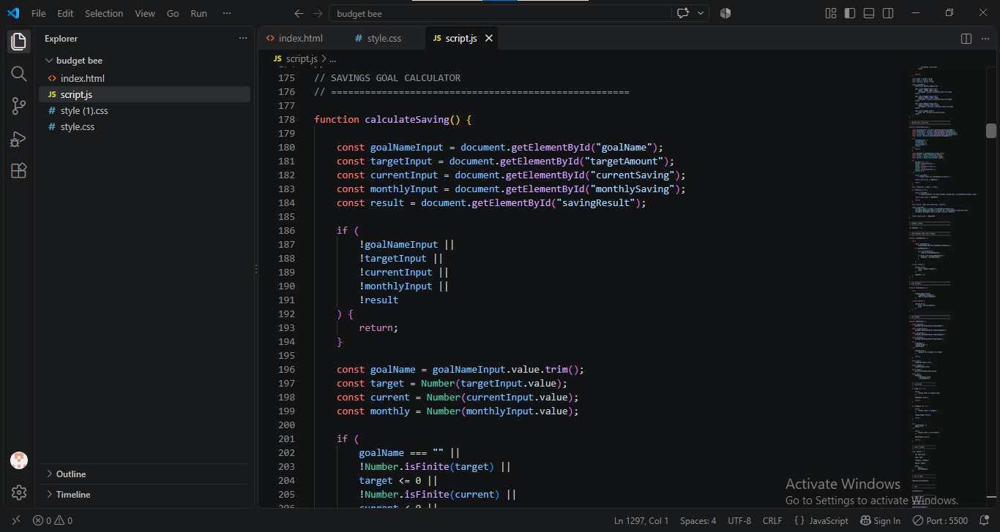 File Edit Selection View Go Run ··· budget bee
Explorer ···
budget bee
<> index.html
JS script.js
# style (1).css
# style.css
Outline
Timeline
<> index.html # style.css JS script.js
JS script.js > ...
175 // SAVINGS GOAL CALCULATOR
176 // =====================================================
177
178 function calculateSaving() {
179
180 const goalNameInput = document.getElementById("goalName");
181 const targetInput = document.getElementById("targetAmount");
182 const currentInput = document.getElementById("currentSaving");
183 const monthlyInput = document.getElementById("monthlySaving");
184 const result = document.getElementById("savingResult");
185
186 if (
187 !goalNameInput ||
188 !targetInput ||
189 !currentInput ||
190 !monthlyInput ||
191 !result
192 ) {
193 return;
194 }
195
196 const goalName = goalNameInput.value.trim();
197 const target = Number(targetInput.value);
198 const current = Number(currentInput.value);
199 const monthly = Number(monthlyInput.value);
200
201 if (
202 goalName === "" ||
203 !Number.isFinite(target) ||
204 target <= 0 ||
205 !Number.isFinite(current) ||
206 current < 0 ||
Activate Windows
Go to Settings to activate Windows.
0 0 Ln 1297, Col 1 Spaces: 4 UTF-8 CRLF { } JavaScript Sign In Port : 5500